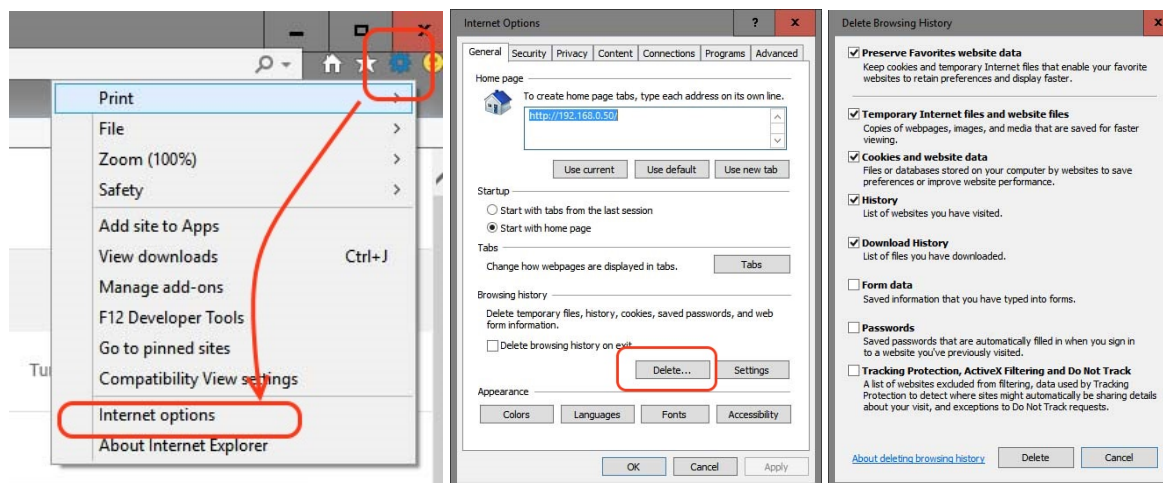 Print >
File >
Zoom (100%) >
Safety >
Add site to Apps
View downloads Ctrl+J
Manage add-ons
F12 Developer Tools
Go to pinned sites
Compatibility View settings
Internet options
About Internet Explorer
Tu
Internet Options ? x
General Security Privacy Content Connections Programs Advanced
Home page
To create home page tabs, type each address on its own line.
http://192.168.0.50/
Use current Use default Use new tab
Startup
Start with tabs from the last session
Start with home page
Tabs
Change how webpages are displayed in tabs. Tabs
Browsing history
Delete temporary files, history, cookies, saved passwords, and web
form information.
Delete browsing history on exit
Delete... Settings
Appearance
Colors Languages Fonts Accessibility
OK Cancel Apply
Delete Browsing History x
Preserve Favorites website data
Keep cookies and temporary Internet files that enable your favorite
websites to retain preferences and display faster.
Temporary Internet files and website files
Copies of webpages, images, and media that are saved for faster
viewing.
Cookies and website data
Files or databases stored on your computer by websites to save
preferences or improve website performance.
History
List of websites you have visited.
Download History
List of files you have downloaded.
Form data
Saved information that you have typed into forms.
Passwords
Saved passwords that are automatically filled in when you sign in
to a website you've previously visited.
Tracking Protection, ActiveX Filtering and Do Not Track
A list of websites excluded from filtering, data used by Tracking
Protection to detect where sites might automatically be sharing details
about your visit, and exceptions to Do Not Track requests.
About deleting browsing history Delete Cancel